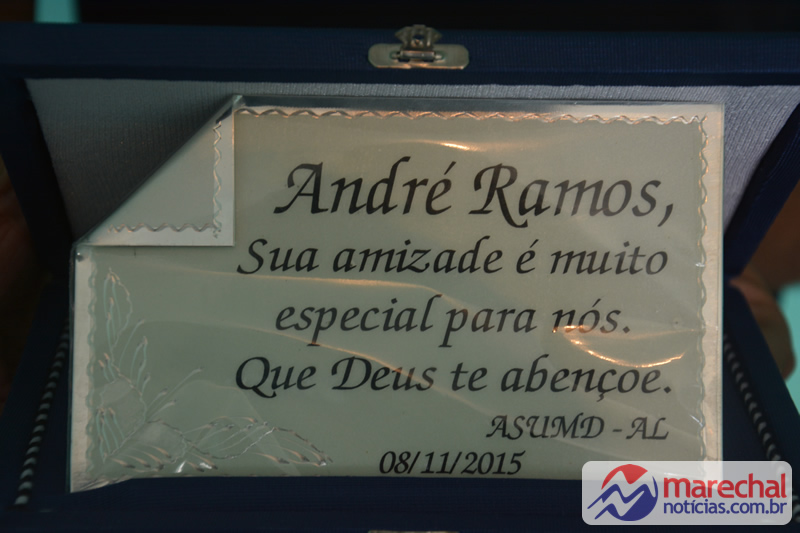 André Ramos,
Sua amizade é muito
especial para nós.
Que Deus te abençoe.
ASUMD - AL
08/11/2015
marechal
notícias.com.br